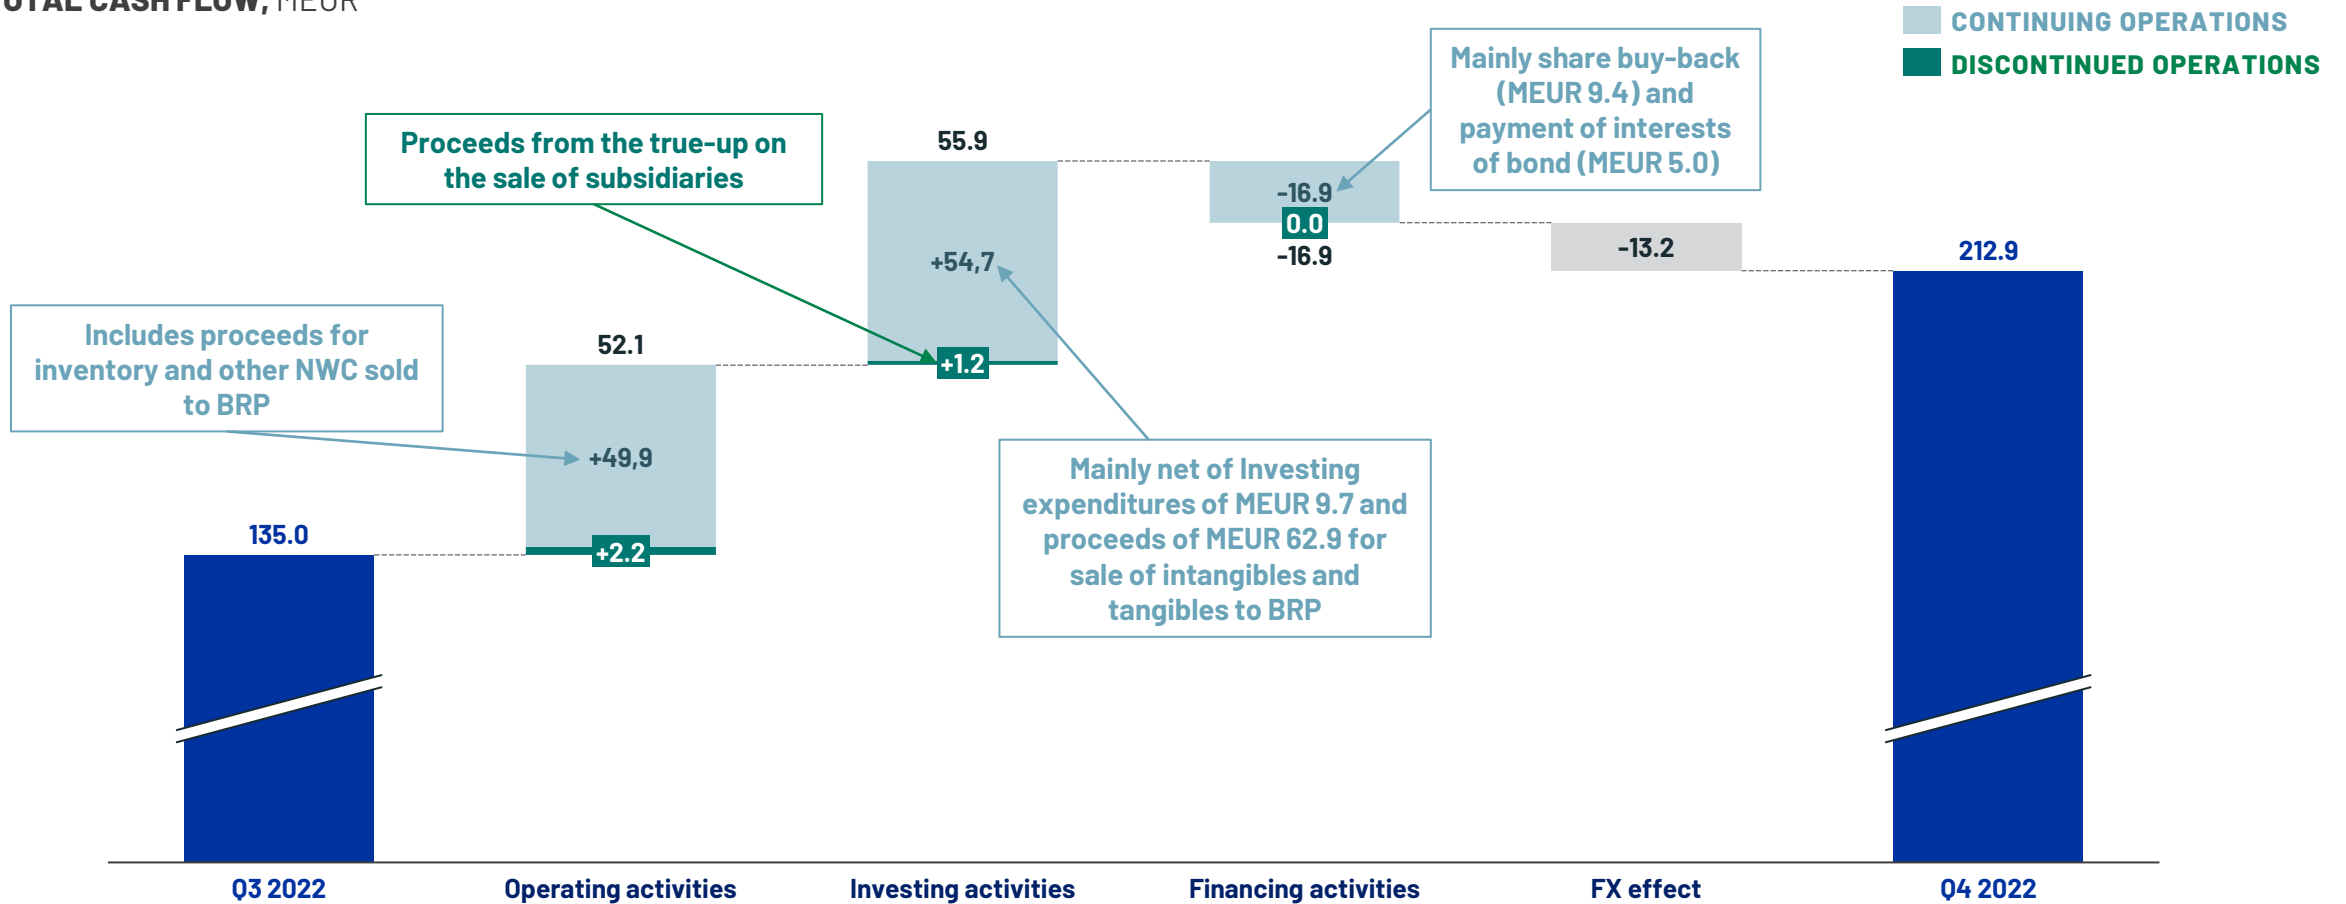 TOTAL CASH FLOW, MEUR
CONTINUING OPERATIONS
DISCONTINUED OPERATIONS
Mainly share buy-back
(MEUR 9.4) and
payment of interests
of bond (MEUR 5.0)
Proceeds from the true-up on
the sale of subsidiaries
Includes proceeds for
inventory and other NWC sold
to BRP
Mainly net of Investing
expenditures of MEUR 9.7 and
proceeds of MEUR 62.9 for
sale of intangibles and
tangibles to BRP
135.0
52.1
+49,9
+2.2
55.9
+54,7
+1.2
-16.9
0.0
-16.9
-13.2
212.9
Q3 2022
Operating activities
Investing activities
Financing activities
FX effect
Q4 2022